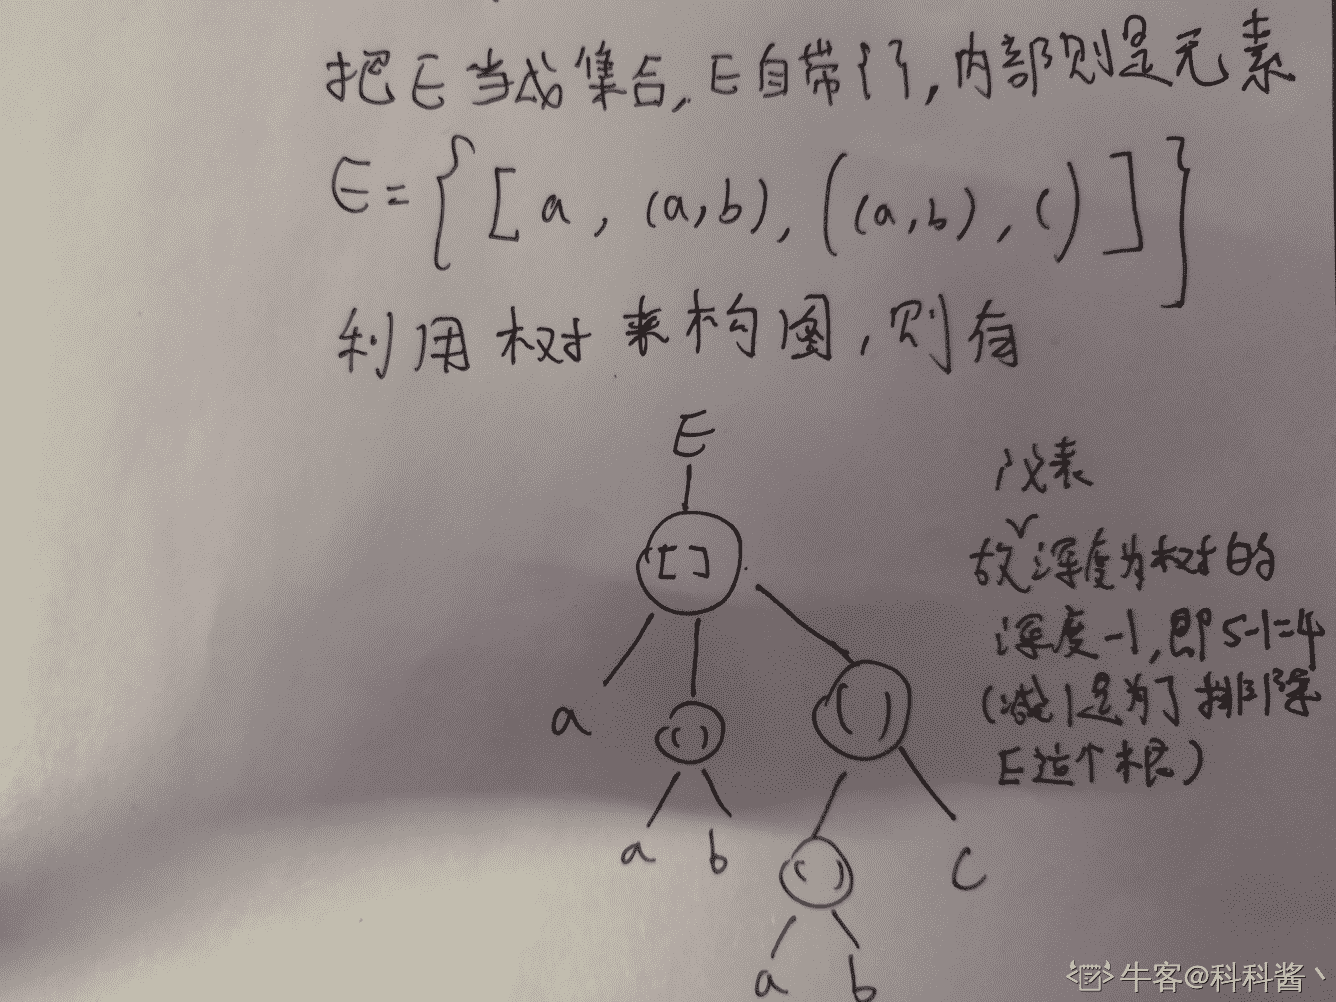 把E当成集合,E自带{},内部则是元素
E={[a,(a,b),((a,b),c)]}
利用树来构图,则有
E
[]
a
()
()
a
b
()
c
a
b
仪表
故深度为树的
深度-1,即5-1=4
(减1是为了排除
E这个根)
牛客@科科酱丶